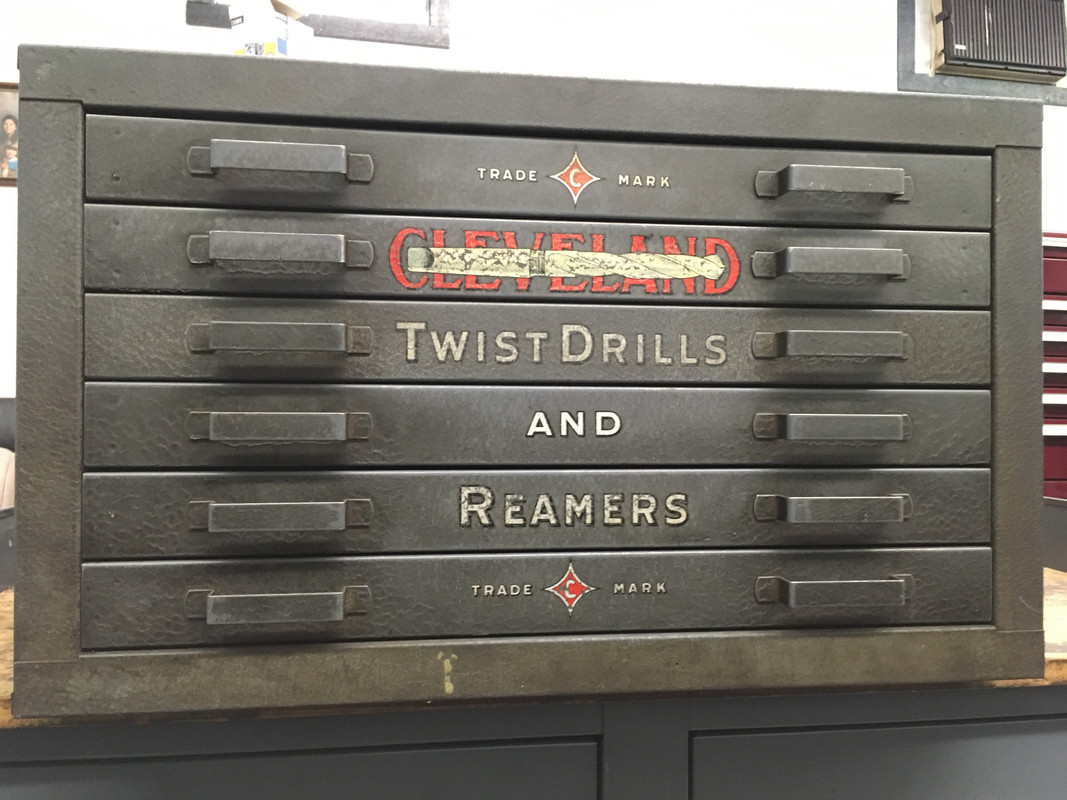 TRADE C MARK
CLEVELAND
TWIST DRILLS
AND
REAMERS
TRADE C MARK